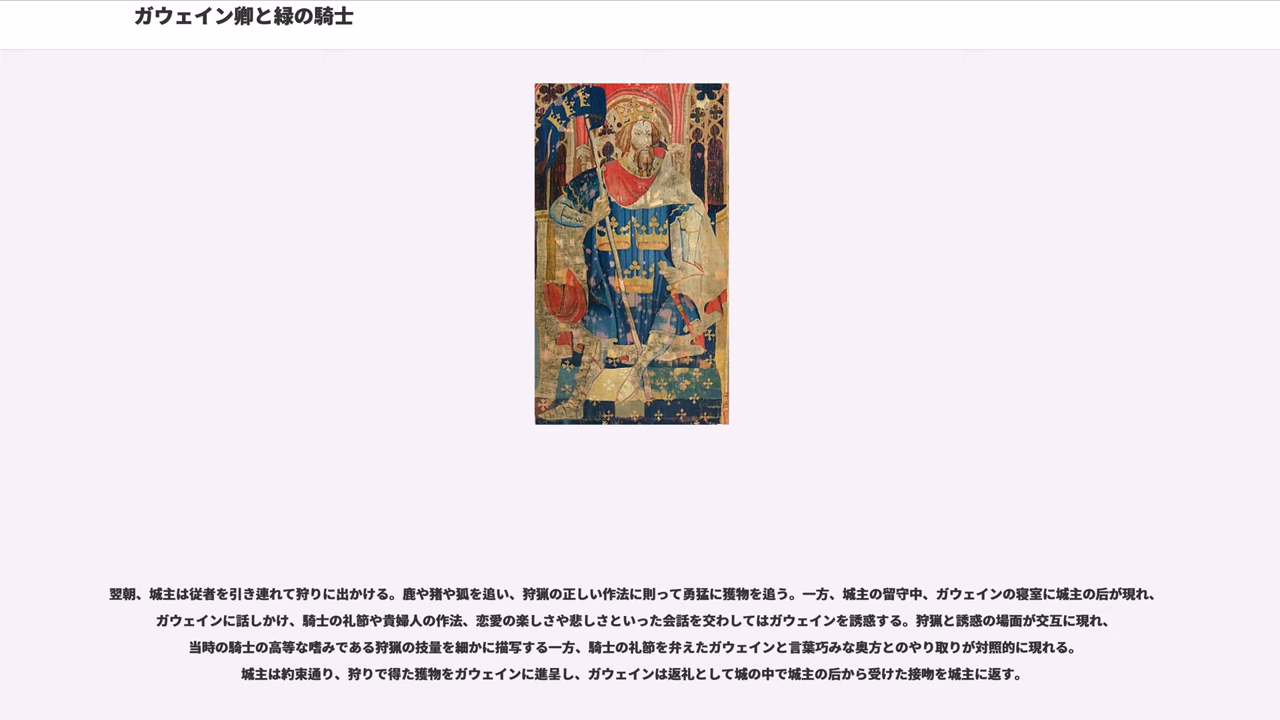 ガウェイン卿と緑の騎士
翌朝、城主は従者を引き連れて狩りに出かける。鹿や猪や狐を追い、狩猟の正しい作法に則って勇猛に獲物を追う。一方、城主の留守中、ガウェインの寝室に城主の后が現れ、
ガウェインに話しかけ、騎士の礼節や貴婦人の作法、恋愛の楽しさや悲しさといった会話を交わしてはガウェインを誘惑する。狩猟と誘惑の場面が交互に現れ、
当時の騎士の高等な嗜みである狩猟の技量を細かに描写する一方、騎士の礼節を弁えたガウェインと言葉巧みな奥方とのやり取りが対照的に現れる。
城主は約束通り、狩りで得た獲物をガウェインに進呈し、ガウェインは返礼として城の中で城主の后から受けた接吻を城主に返す。